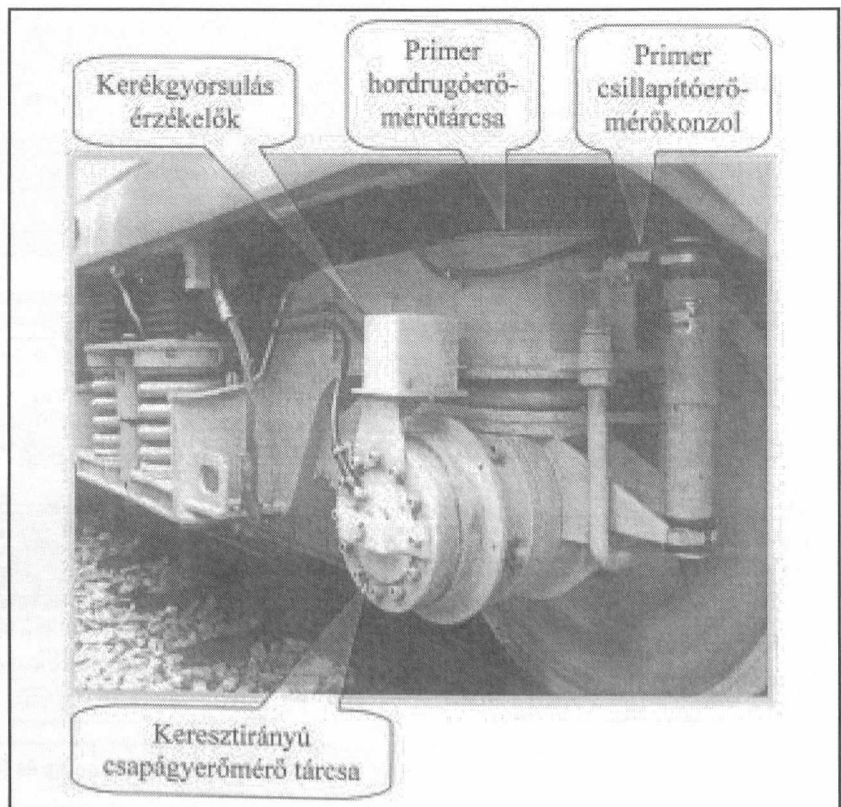 Kerékgyorsulás
érzékelők
Primer
hordrugóerő-
mérőtárcsa
Primer
csillapítóerő-
mérőkonzol
Keresztirányú
csapágyerőmérő tárcsa